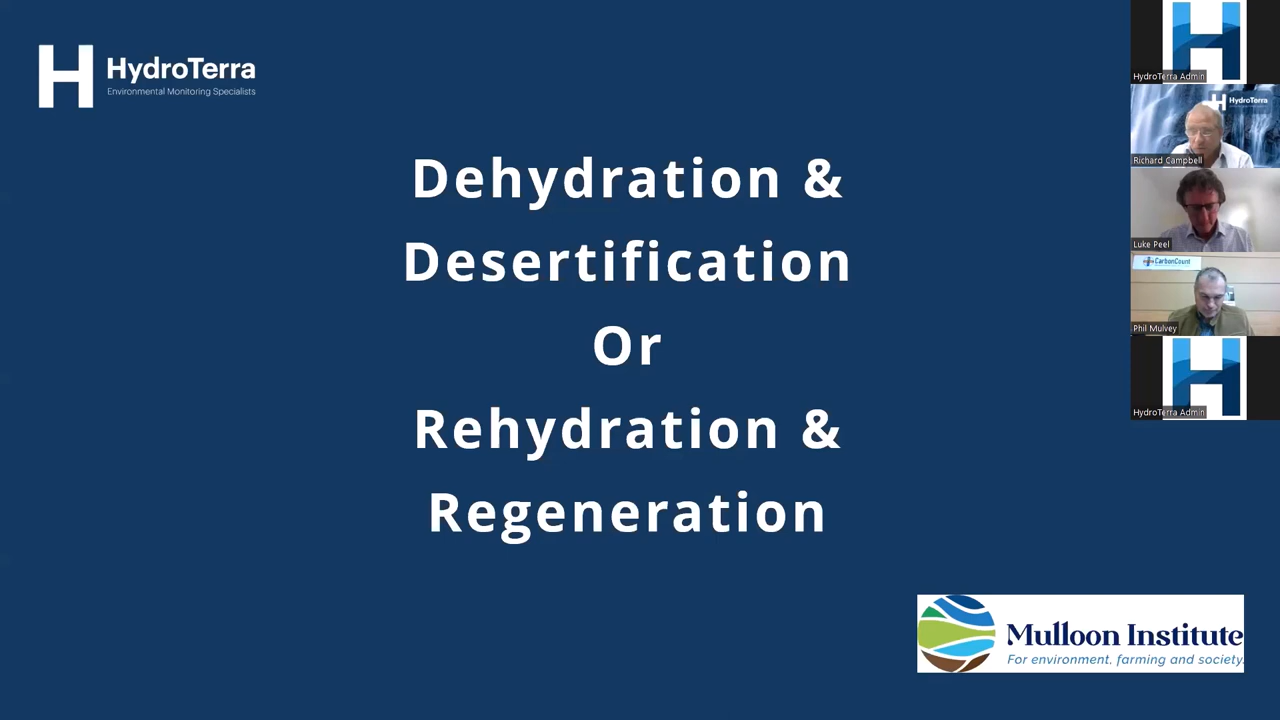 HydroTerra
Environmental Monitoring Specialists
Dehydration &
Desertification
Or
Rehydration &
Regeneration
Mulloon Institute
For environment, farming and society.
HydroTerra Admin
HydroTerra
Richard Campbell
Luke Peel
CarbonCount
Phil Mulvey
HydroTerra Admin